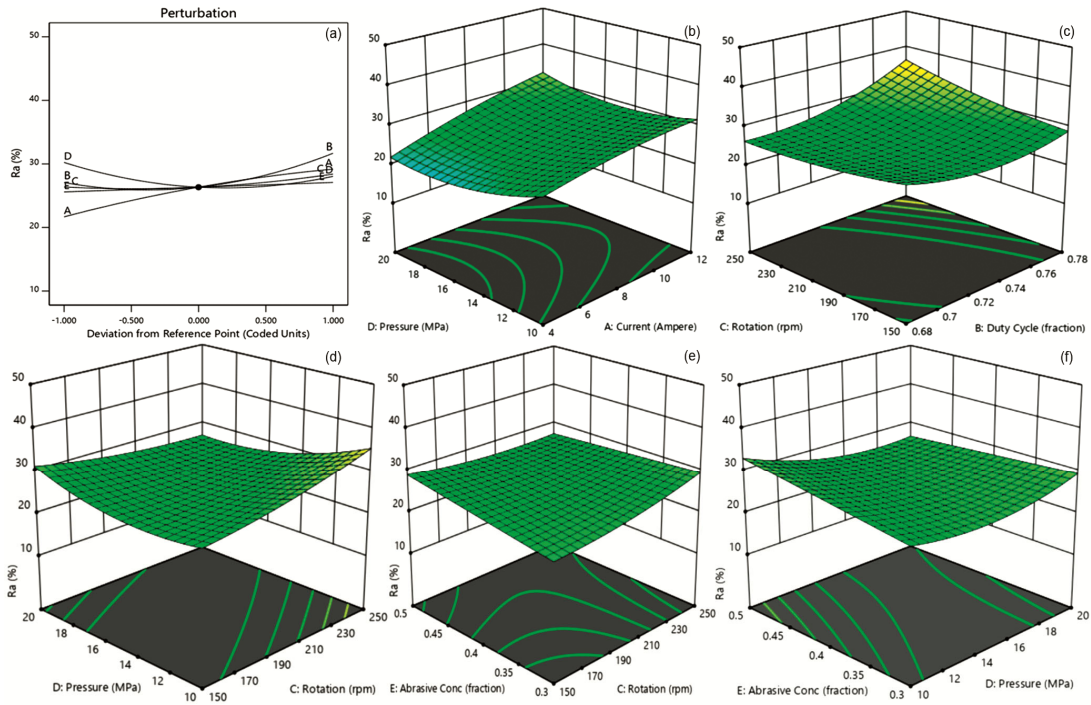 Perturbation
(a)
50
40
30
20
10
Ra (%)
D
B
C
E
A
B
A
C
D
E
-1.000
-0.500
0.000
0.500
1.000
Deviation from Reference Point (Coded Units)
(b)
50
40
30
20
10
Ra (%)
20
18
16
14
12
10
4
6
8
10
12
D: Pressure (MPa)
A: Current (Ampere)
(c)
50
40
30
20
10
Ra (%)
250
230
210
190
170
150
0.68
0.7
0.72
0.74
0.76
0.78
C: Rotation (rpm)
B: Duty Cycle (fraction)
(d)
50
40
30
20
10
Ra (%)
20
18
16
14
12
10
150
170
190
210
230
250
D: Pressure (MPa)
C: Rotation (rpm)
(e)
50
40
30
20
10
Ra (%)
0.5
0.45
0.4
0.35
0.3
150
170
190
210
230
250
E: Abrasive Conc (fraction)
C: Rotation (rpm)
(f)
50
40
30
20
10
Ra (%)
0.5
0.45
0.4
0.35
0.3
10
12
14
16
18
20
E: Abrasive Conc (fraction)
D: Pressure (MPa)